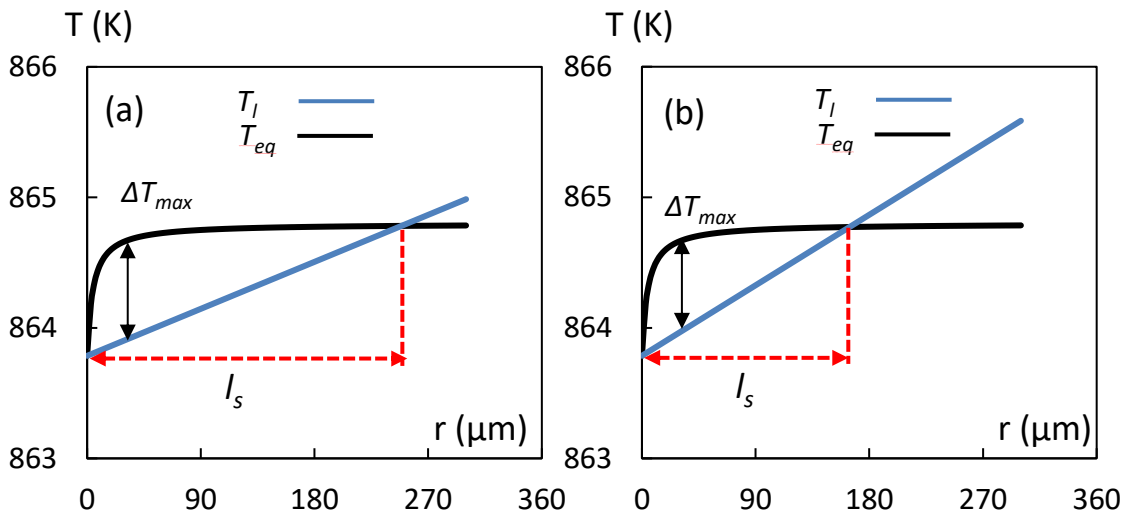 T (K)
866
865
864
863
(a)
T_l
T_eq
ΔT_max
l_s
r (μm)
0 90 180 270 360
T (K)
866
865
864
863
(b)
T_l
T_eq
ΔT_max
l_s
r (μm)
0 90 180 270 360